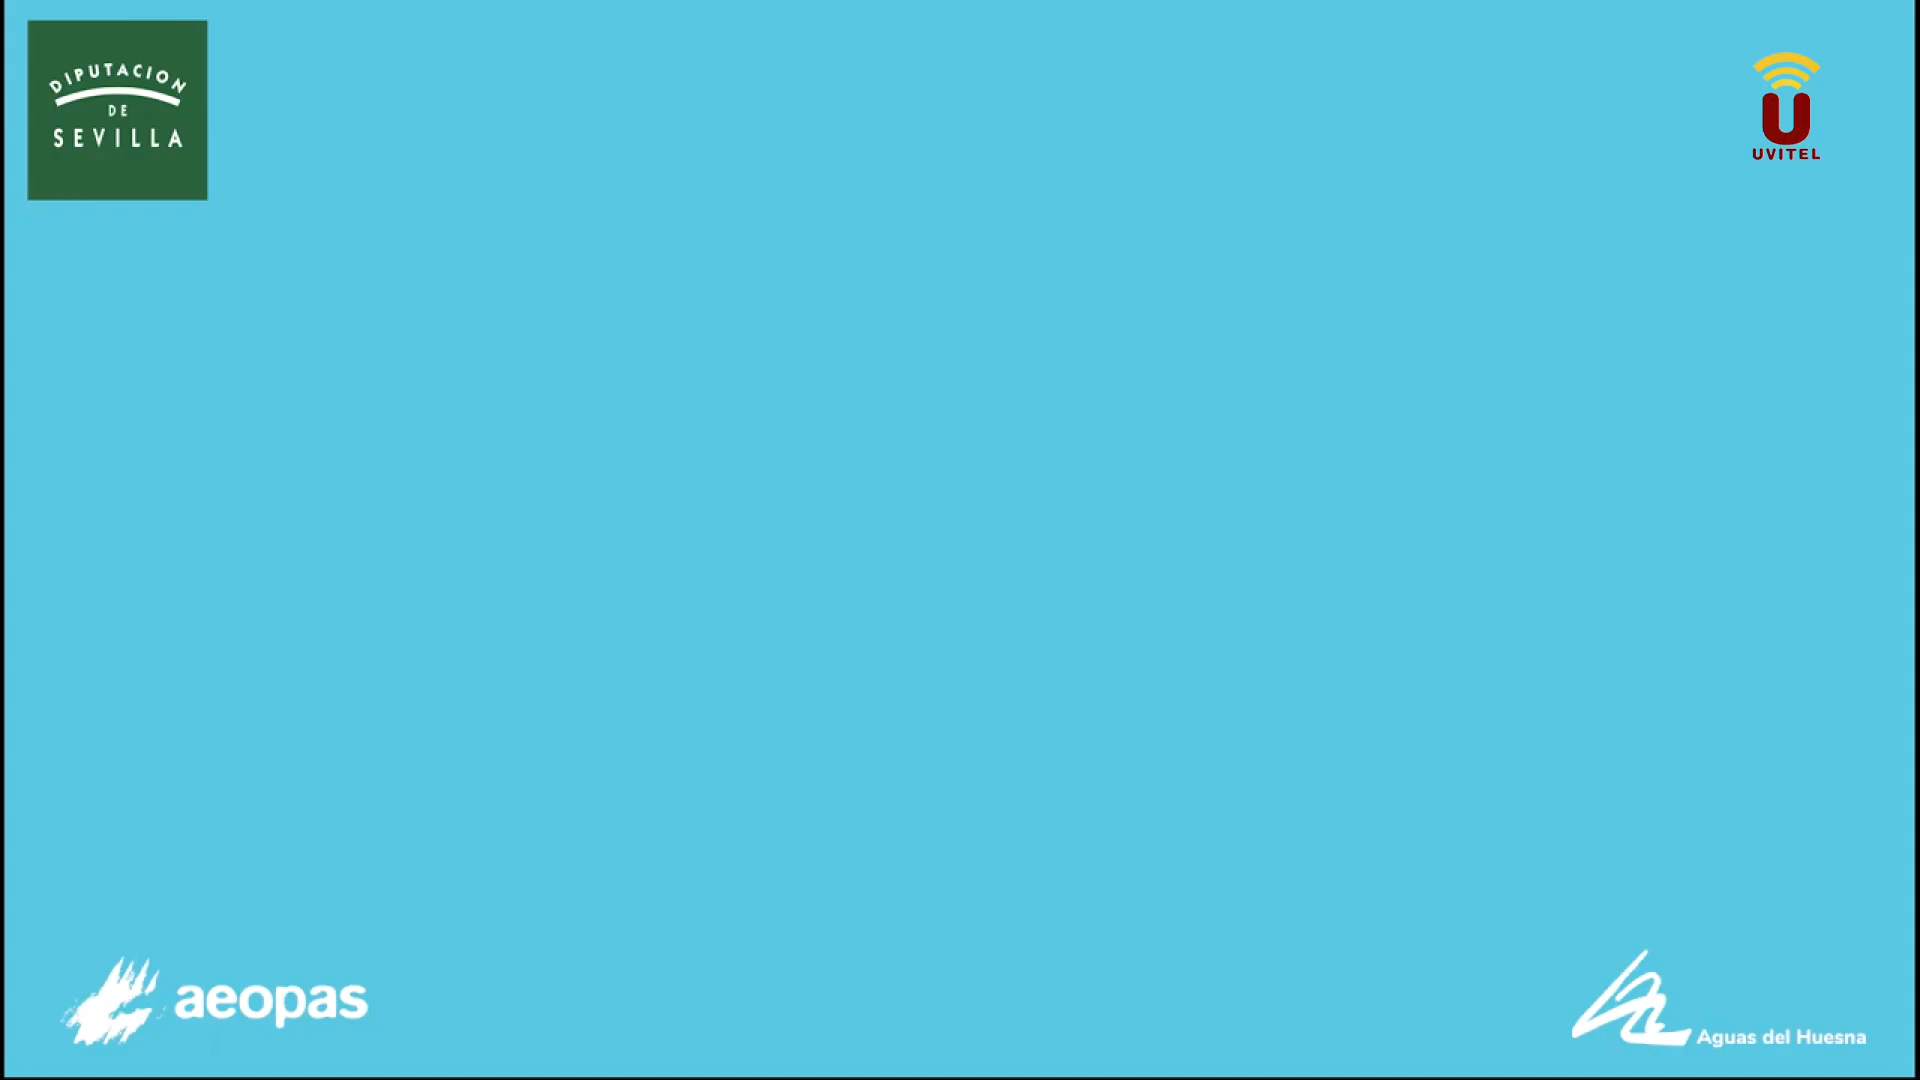 DIPUTACION
DE
SEVILLA
U
UVITEL
aeopas
Aguas del Huesna